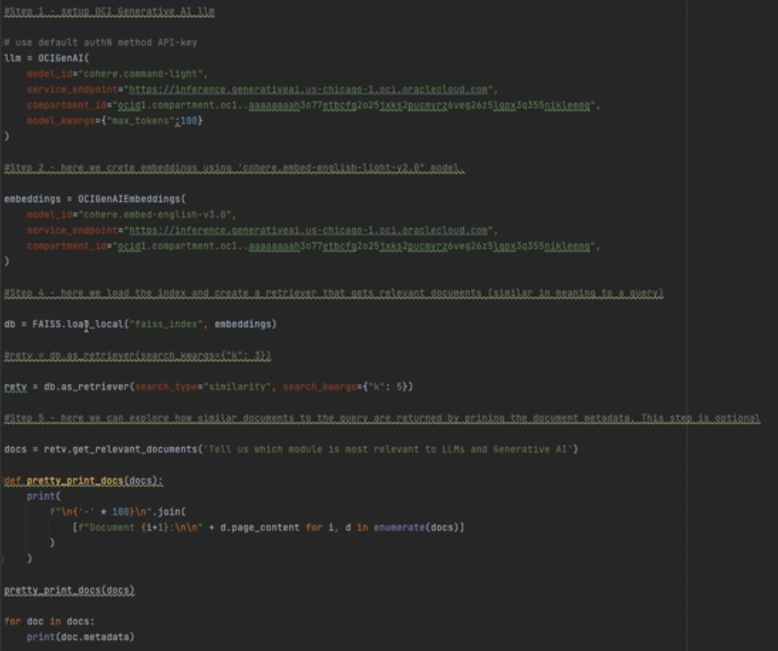 #Step 1 - setup OCI Generative AI llm
# use default authN method API-key
llm = OCIGenAI(
model_id="cohere.command-light",
service_endpoint="https://inference.generativeai.us-chicago-1.oci.oraclecloud.com",
compartment_id="ocid1.compartment.oc1..
model_kwargs={"max_tokens":100}
)
#Step 2 - here we crete embeddings using 'cohere.embed-english-light-v2.0" model.
embeddings = OCIGenAIEmbeddings(
model_id="cohere.embed-english-v3.0",
service_endpoint="https://inference.generativeai.us-chicago-1.oci.oraclecloud.com",
compartment_id="ocid1.compartment.oc1..
)
#Step 4 - here we load the index and create a retriever that gets relevant documents (similar in meaning to a query)
db = FAISS.load_local("faiss_index", embeddings)
#retv = db.as_retriever(search_kwargs={"k": 3})
retv = db.as_retriever(search_type="similarity", search_kwargs={"k": 5})
#Step 5 - here we can explore how similar documents to the query are returned by prining the document metadata. This step is optional
docs = retv.get_relevant_documents('Tell us which module is most relevant to LLMs and Generative AI')
def pretty_print_docs(docs):
print(
f"\n{'-' * 100}\n".join(
[f"Document {i+1}:\n\n" + d.page_content for i, d in enumerate(docs)]
)
)
pretty_print_docs(docs)
for doc in docs:
print(doc.metadata)